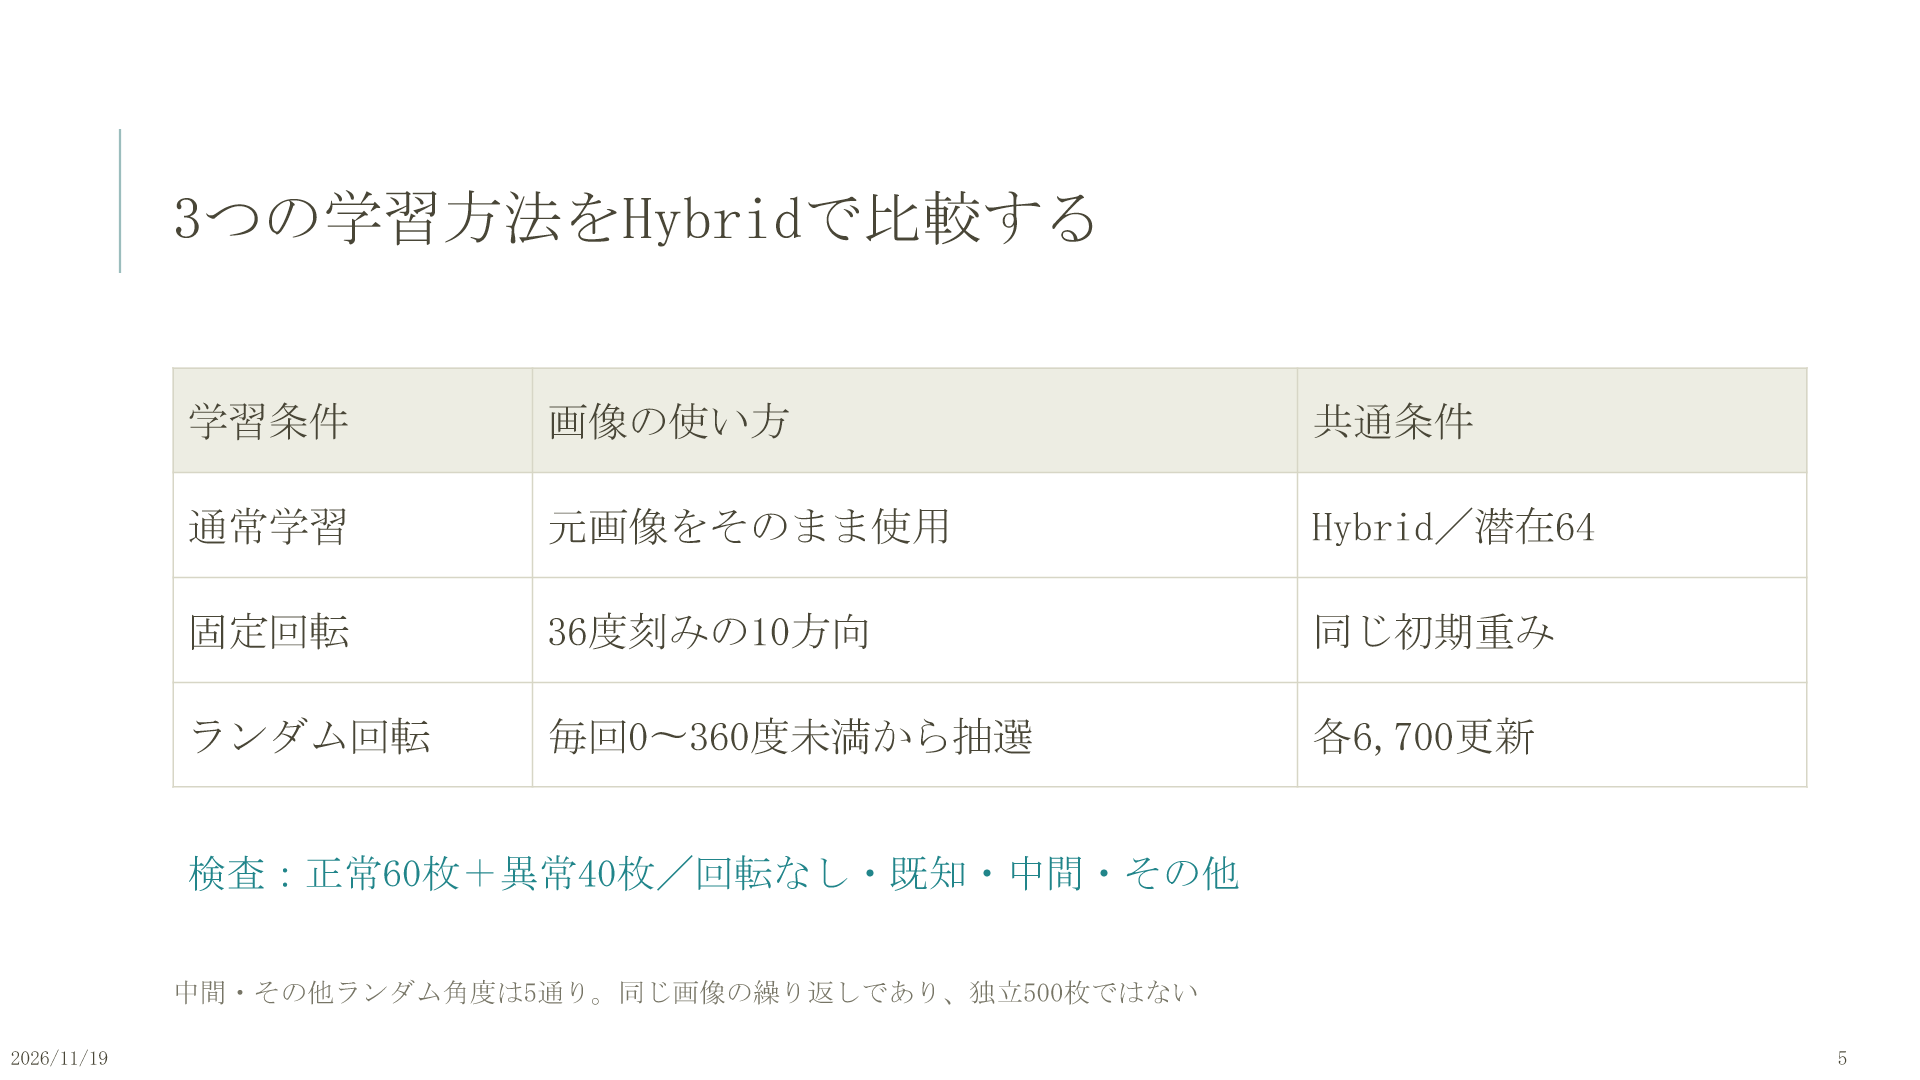 3つの学習方法をHybridで比較する
学習条件 画像の使い方 共通条件
通常学習 元画像をそのまま使用 Hybrid／潜在64
固定回転 36度刻みの10方向 同じ初期重み
ランダム回転 毎回0～360度未満から抽選 各6,700更新
検査：正常60枚＋異常40枚／回転なし・既知・中間・その他
中間・その他ランダム角度は5通り。同じ画像の繰り返しであり、独立500枚ではない
2026/11/19
5